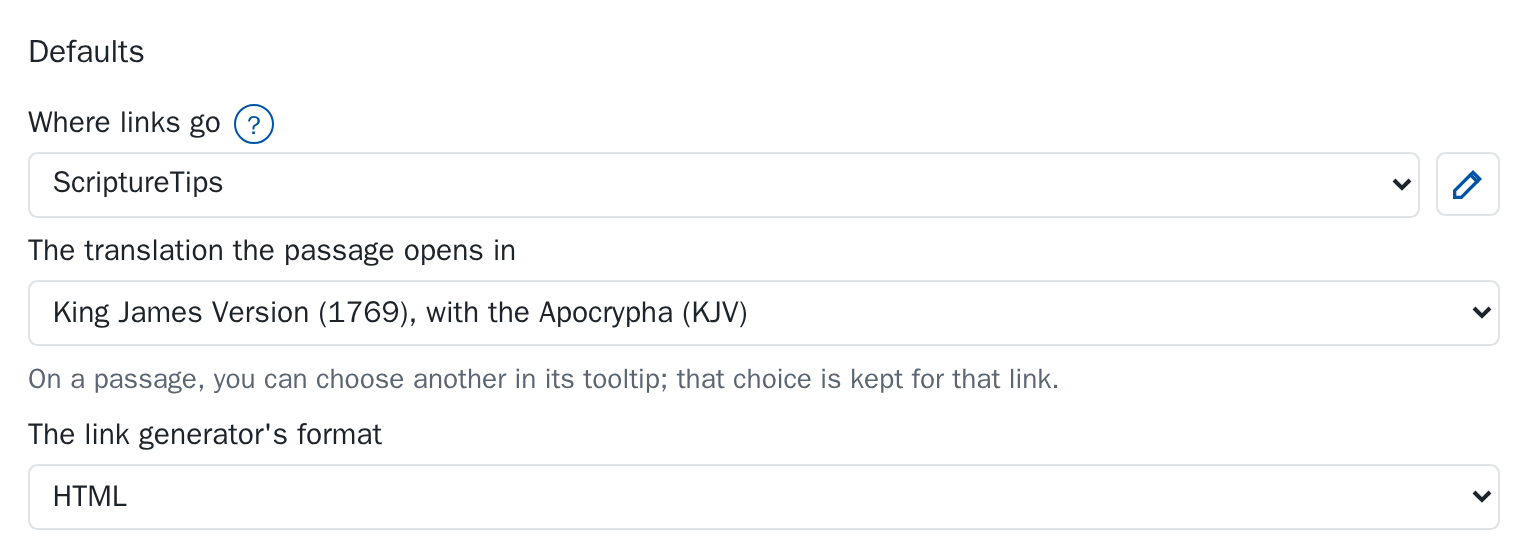 Defaults
Where links go ?
ScriptureTips
The translation the passage opens in
King James Version (1769), with the Apocrypha (KJV)
On a passage, you can choose another in its tooltip; that choice is kept for that link.
The link generator's format
HTML